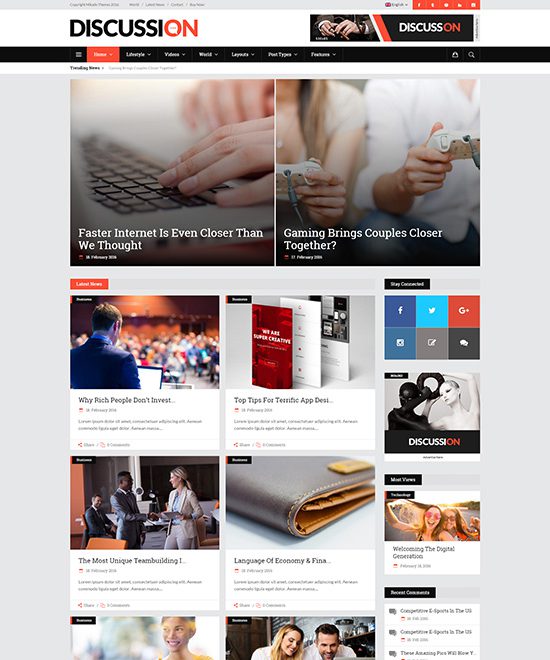 Copyright Mikado Themes 2016
World
Latest News
Contact
Buy Now
English
DISCUSSION
DISCUSSION
Home
Lifestyle
Videos
World
Layouts
Post Types
Features
Trending News
Gaming Brings Couples Closer Together?
Faster Internet Is Even Closer Than
We Thought
18. February 2016
Gaming Brings Couples Closer
Together?
17. February 2016
Latest News
Business
Why Rich People Don't Invest...
18. February 2016
Lorem ipsum dolor sit amet, consectetuer adipiscing elit. Aenean
commodo ligula eget dolor. Aenean massa....
Share
0 Comments
Business
WE ARE
SUPER CREATIVE
Top Tips For Terrific App Desi...
18. February 2016
Lorem ipsum dolor sit amet, consectetuer adipiscing elit. Aenean
commodo ligula eget dolor. Aenean massa....
Share
0 Comments
Business
The Most Unique Teambuilding I...
18. February 2016
Lorem ipsum dolor sit amet, consectetuer adipiscing elit. Aenean
commodo ligula eget dolor. Aenean massa....
Share
0 Comments
Business
Language Of Economy & Fina...
18. February 2016
Lorem ipsum dolor sit amet, consectetuer adipiscing elit. Aenean
commodo ligula eget dolor. Aenean massa....
Share
0 Comments
Business
Business
Stay Connected
DISCUSSION
Advertise here
Most Views
Technology
Welcoming The Digital
Generation
February 18, 2016
Recent Comments
Competitive E-Sports In The US
18. Feb 2016
Competitive E-Sports In The US
18. Feb 2016
These Amazing Pics Will Blow Y...